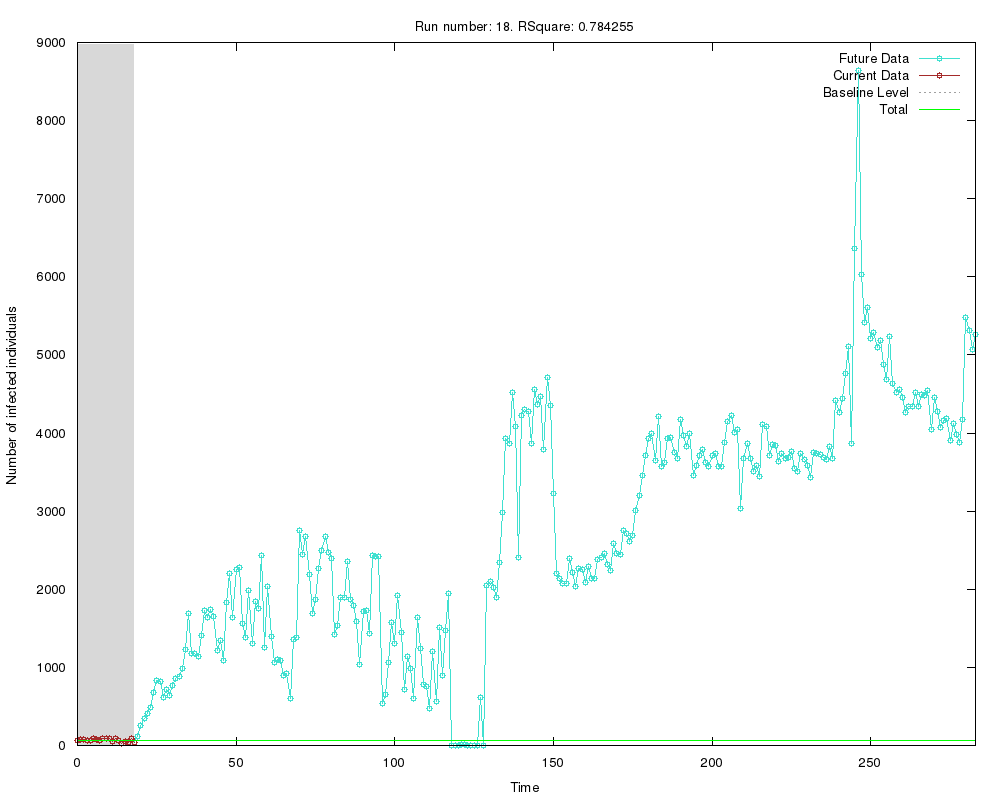 Run number: 18. RSquare: 0.784255
Future Data
Current Data
Baseline Level
Total
9000
8000
7000
6000
5000
4000
3000
2000
1000
0
Number of infected individuals
0 50 100 150 200 250
Time